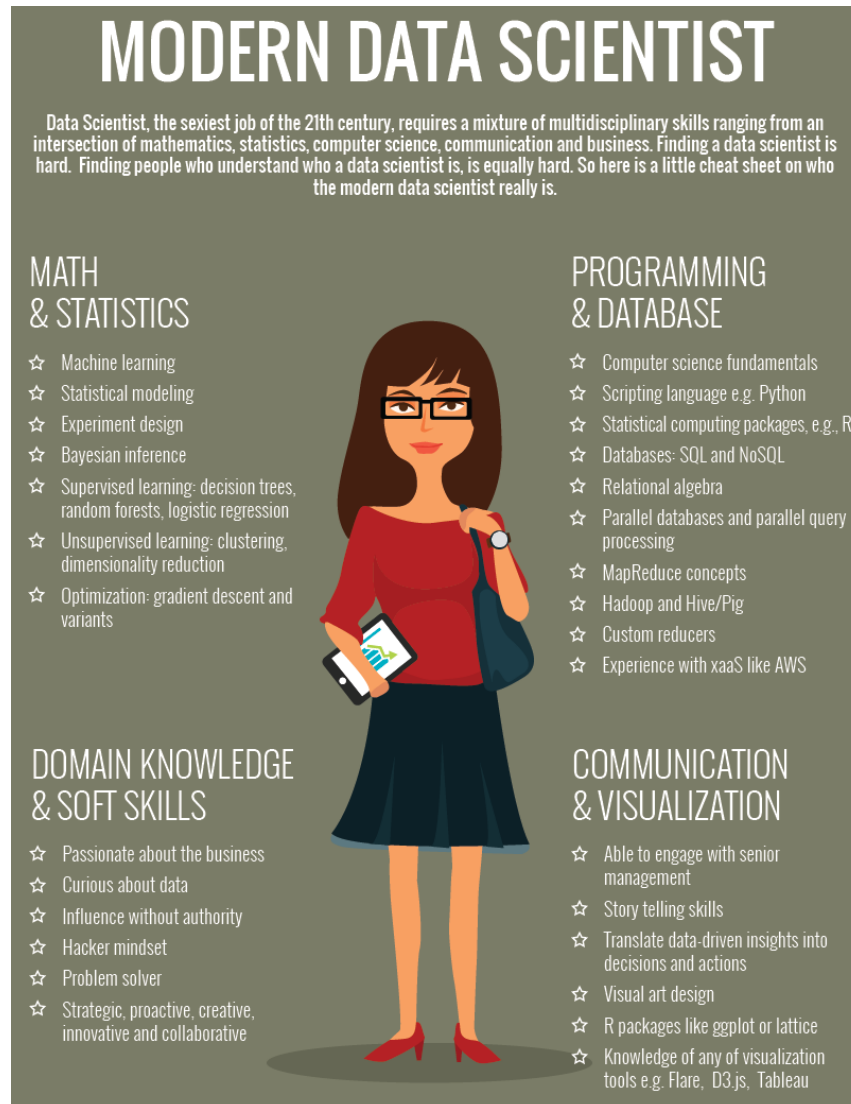 MODERN DATA SCIENTIST
Data Scientist, the sexiest job of the 21th century, requires a mixture of multidisciplinary skills ranging from an
intersection of mathematics, statistics, computer science, communication and business. Finding a data scientist is
hard. Finding people who understand who a data scientist is, is equally hard. So here is a little cheat sheet on who
the modern data scientist really is.
MATH
& STATISTICS
Machine learning
Statistical modeling
Experiment design
Bayesian inference
Supervised learning: decision trees,
random forests, logistic regression
Unsupervised learning: clustering,
dimensionality reduction
Optimization: gradient descent and
variants
PROGRAMMING
& DATABASE
Computer science fundamentals
Scripting language e.g. Python
Statistical computing packages, e.g., R
Databases: SQL and NoSQL
Relational algebra
Parallel databases and parallel query
processing
MapReduce concepts
Hadoop and Hive/Pig
Custom reducers
Experience with xaaS like AWS
DOMAIN KNOWLEDGE
& SOFT SKILLS
Passionate about the business
Curious about data
Influence without authority
Hacker mindset
Problem solver
Strategic, proactive, creative,
innovative and collaborative
COMMUNICATION
& VISUALIZATION
Able to engage with senior
management
Story telling skills
Translate data-driven insights into
decisions and actions
Visual art design
R packages like ggplot or lattice
Knowledge of any of visualization
tools e.g. Flare, D3.js, Tableau